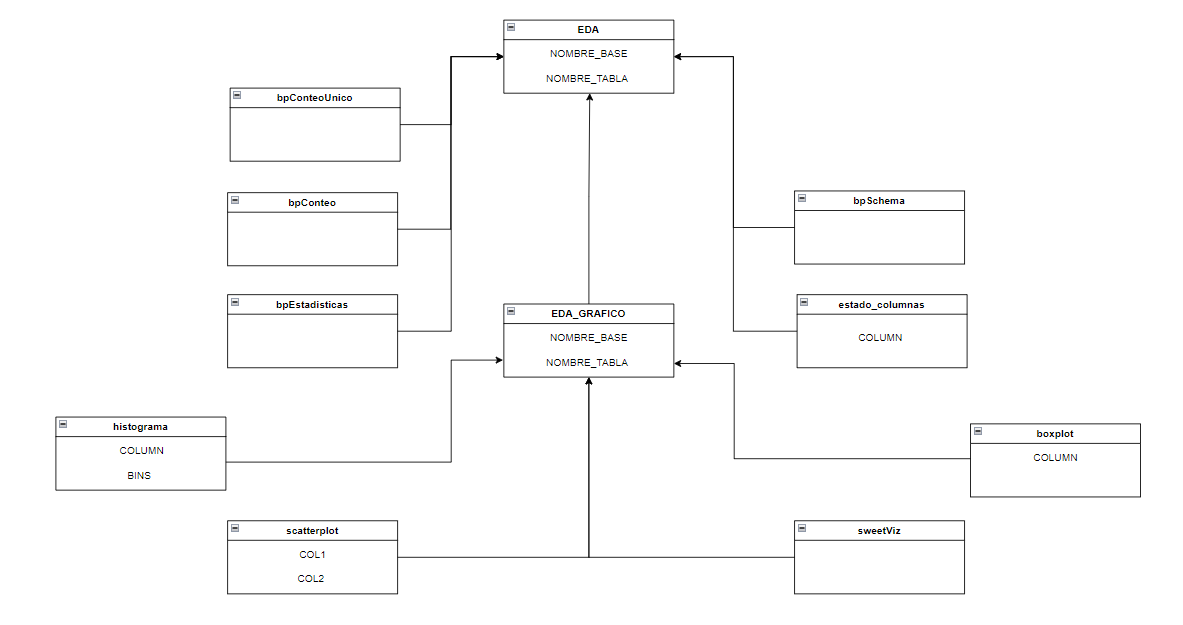 EDA
NOMBRE_BASE
NOMBRE_TABLA
bpConteoUnico
bpConteo
bpSchema
bpEstadisticas
estado_columnas
COLUMN
EDA_GRAFICO
NOMBRE_BASE
NOMBRE_TABLA
histograma
COLUMN
BINS
boxplot
COLUMN
scatterplot
COL1
COL2
sweetViz